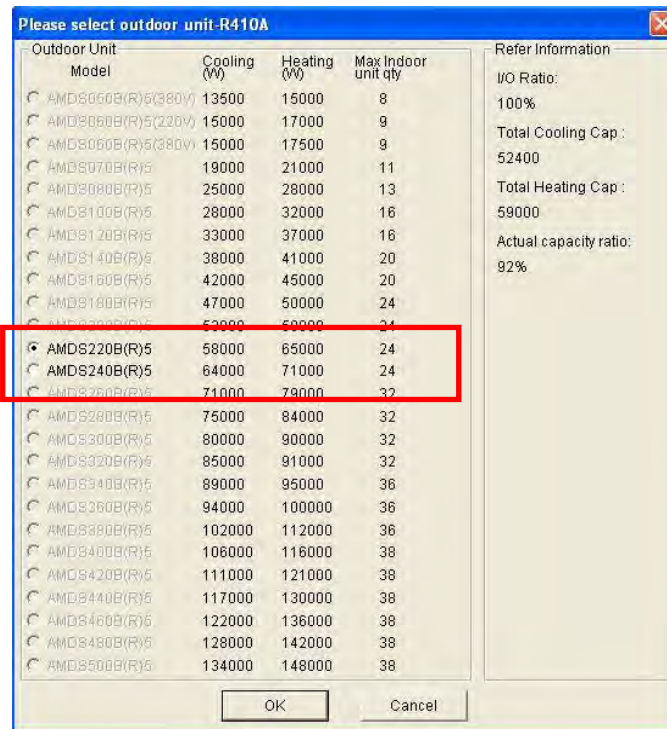 Please select outdoor unit-R410A
Outdoor Unit
Model Cooling (W) Heating (W) Max Indoor unit qty
AMDS050B(R)5(380V) 13500 15000 8
AMDS060B(R)5(220V) 15000 17000 9
AMDS060B(R)5(380V) 15000 17500 9
AMDS070B(R)5 19000 21000 11
AMDS080B(R)5 25000 28000 13
AMDS100B(R)5 28000 32000 16
AMDS120B(R)5 33000 37000 16
AMDS140B(R)5 38000 41000 20
AMDS160B(R)5 42000 45000 20
AMDS180B(R)5 47000 50000 24
24
AMDS220B(R)5 58000 65000 24
AMDS240B(R)5 64000 71000 24
AMDS260B(R)5 71000 79000 32
AMDS280B(R)5 75000 84000 32
AMDS300B(R)5 80000 90000 32
AMDS320B(R)5 85000 91000 32
AMDS340B(R)5 89000 95000 36
AMDS360B(R)5 94000 100000 36
AMDS380B(R)5 102000 112000 36
AMDS400B(R)5 106000 116000 38
AMDS420B(R)5 111000 121000 38
AMDS440B(R)5 117000 130000 38
AMDS460B(R)5 122000 136000 38
AMDS480B(R)5 128000 142000 38
AMDS500B(R)5 134000 148000 38
Refer Information
I/O Ratio:
100%
Total Cooling Cap :
52400
Total Heating Cap :
59000
Actual capacity ratio:
92%
OK Cancel